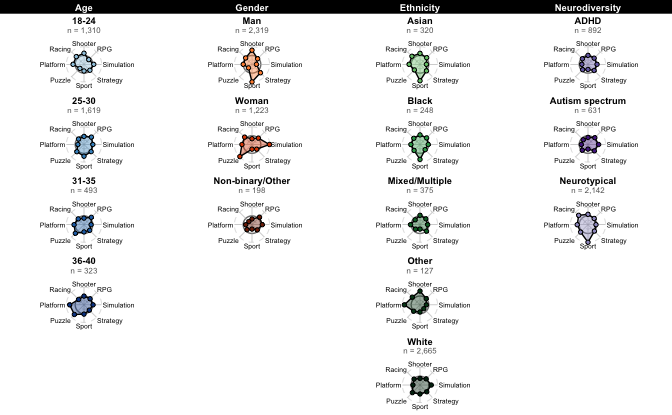 Age Gender Ethnicity Neurodiversity
18-24 Man Asian ADHD
n = 1,310 n = 2,319 n = 320 n = 892
Shooter Shooter Shooter Shooter
Racing RPG Racing RPG Racing RPG Racing RPG
Platform Simulation Platform Simulation Platform Simulation Platform Simulation
Puzzle Strategy Puzzle Strategy Puzzle Strategy Puzzle Strategy
Sport Sport Sport Sport
25-30 Woman Black Autism spectrum
n = 1,619 n = 1,223 n = 248 n = 631
Shooter Shooter Shooter Shooter
Racing RPG Racing RPG Racing RPG Racing RPG
Platform Simulation Platform Simulation Platform Simulation Platform Simulation
Puzzle Strategy Puzzle Strategy Puzzle Strategy Puzzle Strategy
Sport Sport Sport Sport
31-35 Non-binary/Other Mixed/Multiple Neurotypical
n = 493 n = 198 n = 375 n = 2,142
Shooter Shooter Shooter Shooter
Racing RPG Racing RPG Racing RPG Racing RPG
Platform Simulation Platform Simulation Platform Simulation Platform Simulation
Puzzle Strategy Puzzle Strategy Puzzle Strategy Puzzle Strategy
Sport Sport Sport Sport
36-40 Other
n = 323 n = 127
Shooter Shooter
Racing RPG Racing RPG
Platform Simulation Platform Simulation
Puzzle Strategy Puzzle Strategy
Sport Sport
White
n = 2,665
Shooter
Racing RPG
Platform Simulation
Puzzle Strategy
Sport